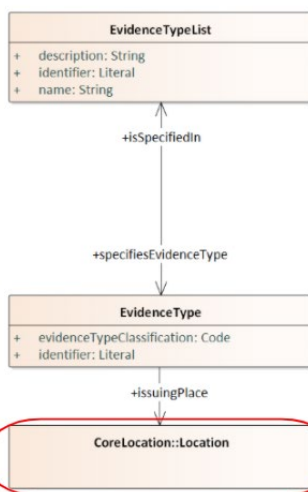 EvidenceTypeList
+ description: String
+ identifier: Literal
+ name: String
+isSpecifiedIn
+specifiesEvidenceType
EvidenceType
+ evidenceTypeClassification: Code
+ identifier: Literal
+issuingPlace
CoreLocation::Location